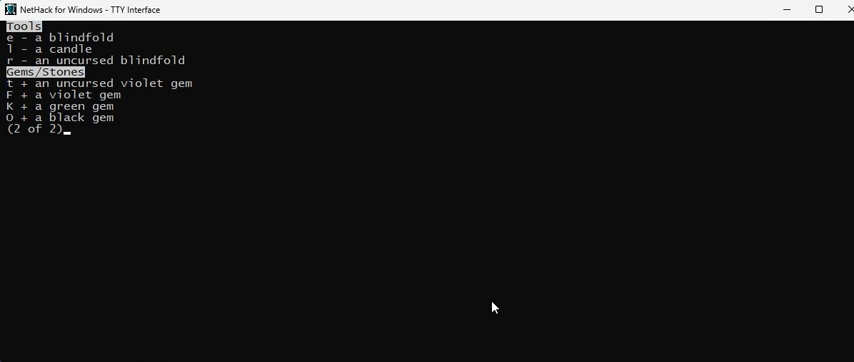 NetHack for Windows - TTY Interface
Tools
e - a blindfold
l - a candle
r - an uncursed blindfold
Gems/Stones
t + an uncursed violet gem
F + a violet gem
K + a green gem
O + a black gem
(2 of 2)